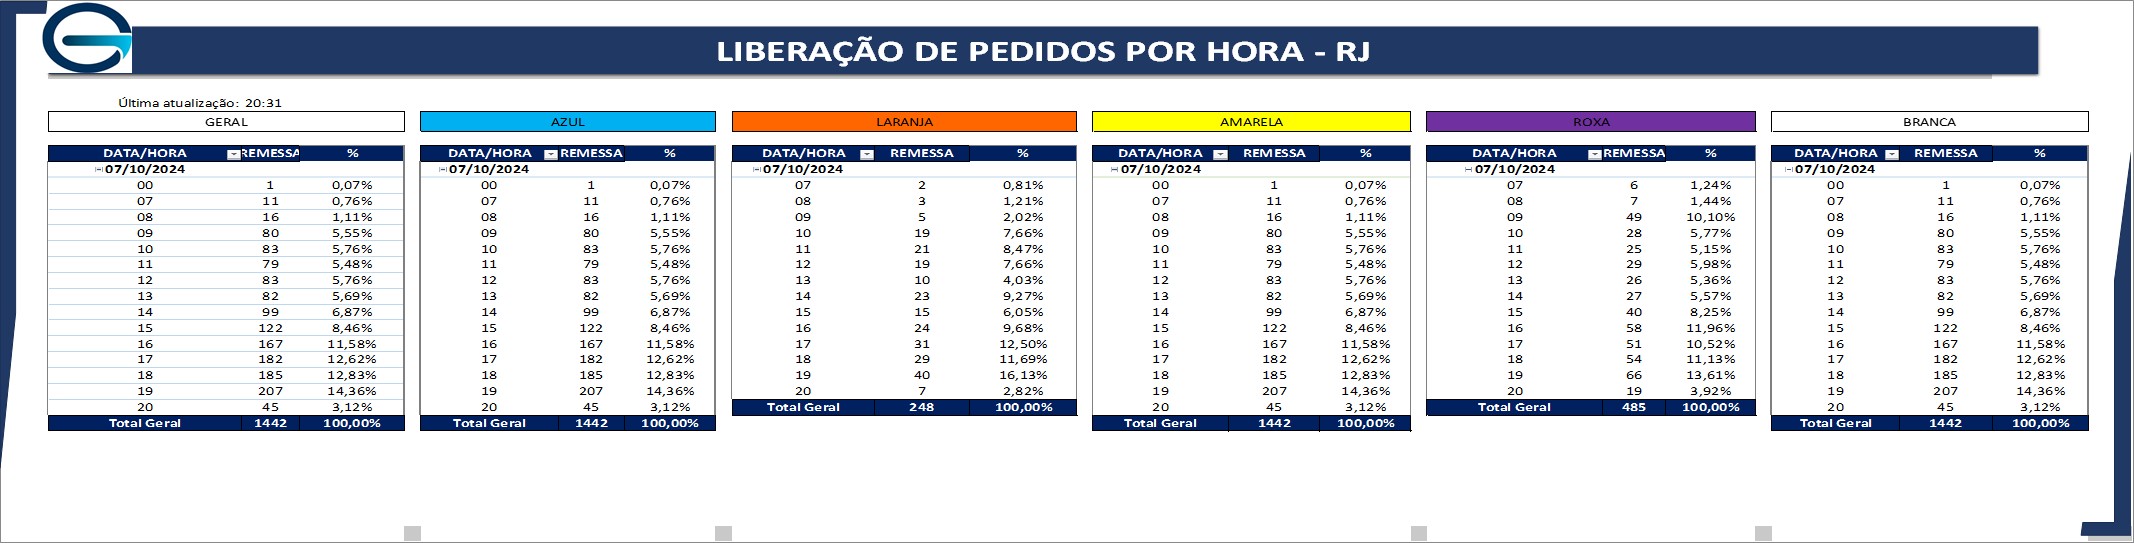 LIBERAÇÃO DE PEDIDOS POR HORA - RJ
Última atualização: 20:31
GERAL AZUL LARANJA AMARELA ROXA BRANCA
DATA/HORA REMESSA % DATA/HORA REMESSA % DATA/HORA REMESSA % DATA/HORA REMESSA % DATA/HORA REMESSA % DATA/HORA REMESSA %
07/10/2024 07/10/2024 07/10/2024 07/10/2024 07/10/2024 07/10/2024
00 1 0,07% 00 1 0,07% 07 2 0,81% 00 1 0,07% 07 6 1,24% 00 1 0,07%
07 11 0,76% 07 11 0,76% 08 3 1,21% 07 11 0,76% 08 7 1,44% 07 11 0,76%
08 16 1,11% 08 16 1,11% 09 5 2,02% 08 16 1,11% 09 49 10,10% 08 16 1,11%
09 80 5,55% 09 80 5,55% 10 19 7,66% 09 80 5,55% 10 28 5,77% 09 80 5,55%
10 83 5,76% 10 83 5,76% 11 21 8,47% 10 83 5,76% 11 25 5,15% 10 83 5,76%
11 79 5,48% 11 79 5,48% 12 19 7,66% 11 79 5,48% 12 29 5,98% 11 79 5,48%
12 83 5,76% 12 83 5,76% 13 10 4,03% 12 83 5,76% 13 26 5,36% 12 83 5,76%
13 82 5,69% 13 82 5,69% 14 23 9,27% 13 82 5,69% 14 27 5,57% 13 82 5,69%
14 99 6,87% 14 99 6,87% 15 15 6,05% 14 99 6,87% 15 40 8,25% 14 99 6,87%
15 122 8,46% 15 122 8,46% 16 24 9,68% 15 122 8,46% 16 58 11,96% 15 122 8,46%
16 167 11,58% 16 167 11,58% 17 31 12,50% 16 167 11,58% 17 51 10,52% 16 167 11,58%
17 182 12,62% 17 182 12,62% 18 29 11,69% 17 182 12,62% 18 54 11,13% 17 182 12,62%
18 185 12,83% 18 185 12,83% 19 40 16,13% 18 185 12,83% 19 66 13,61% 18 185 12,83%
19 207 14,36% 19 207 14,36% 20 7 2,82% 19 207 14,36% 20 19 3,92% 19 207 14,36%
20 45 3,12% 20 45 3,12% Total Geral 248 100,00% 20 45 3,12% Total Geral 485 100,00% 20 45 3,12%
Total Geral 1442 100,00% Total Geral 1442 100,00% Total Geral 1442 100,00% Total Geral 1442 100,00%